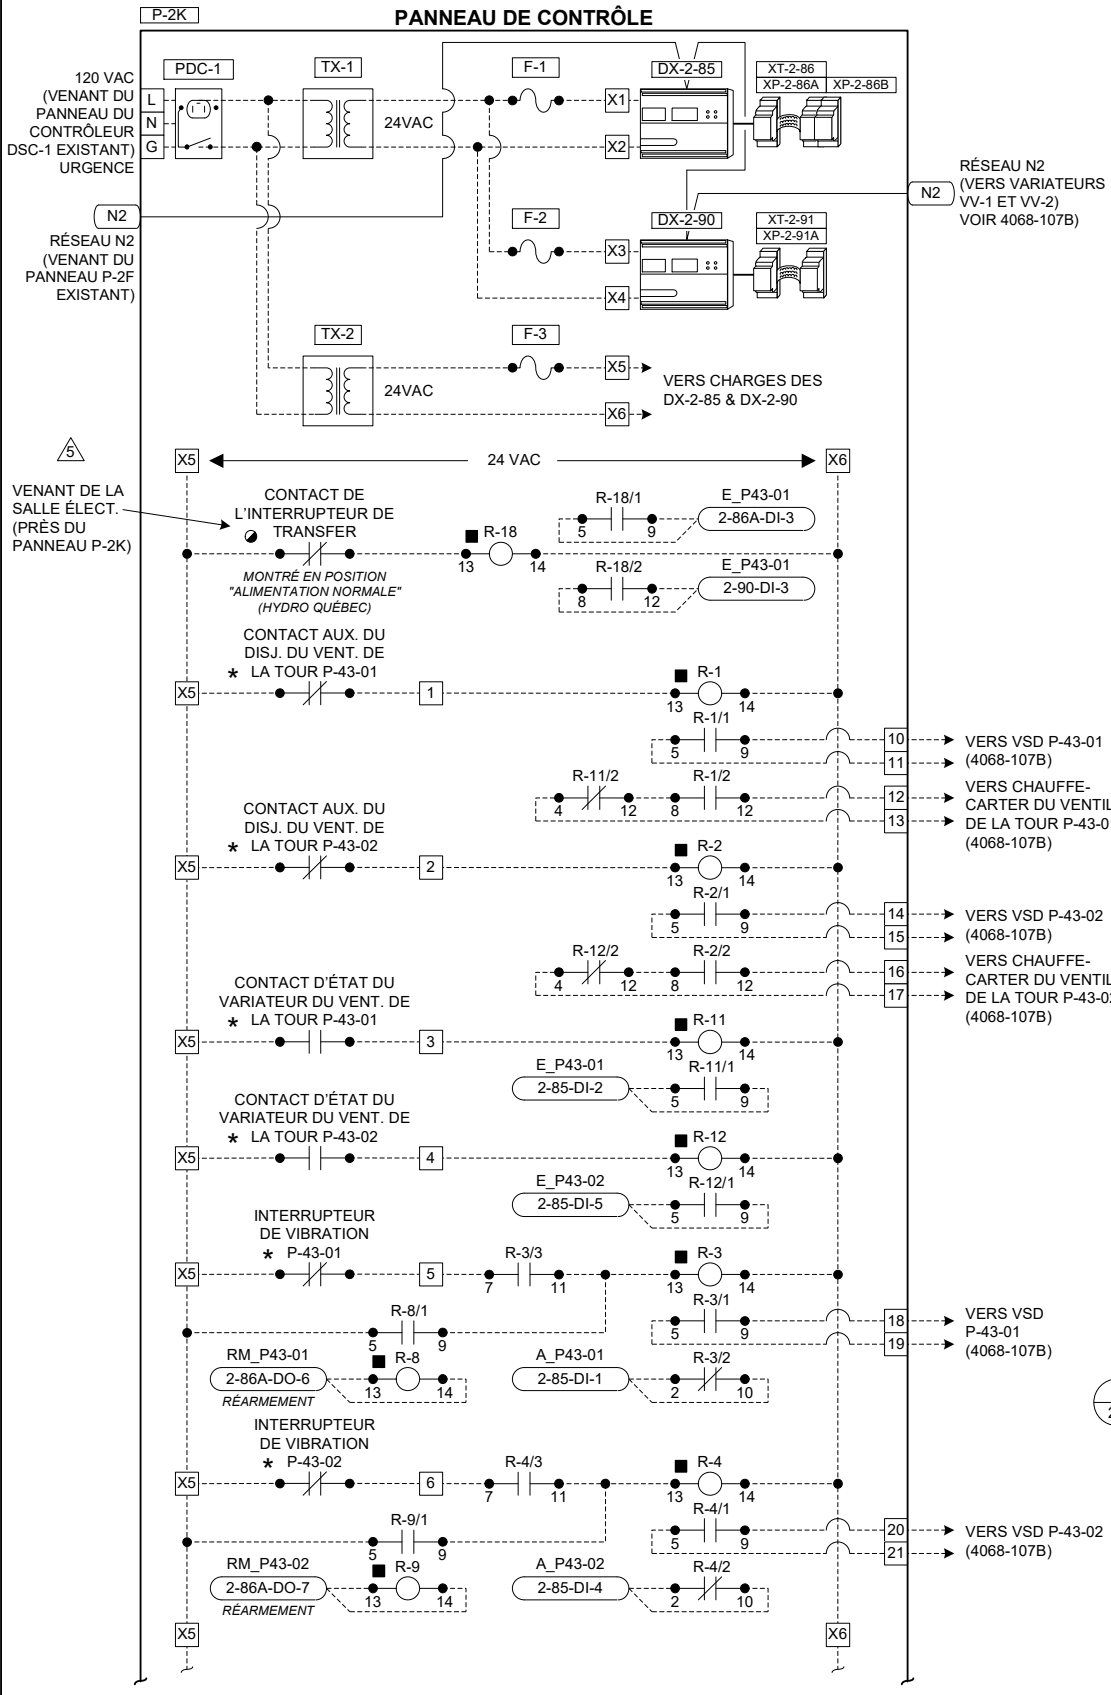 P-2K
PANNEAU DE CONTRÔLE
120 VAC
(VENANT DU
PANNEAU DU
CONTRÔLEUR
DSC-1 EXISTANT)
URGENCE
L
N
G
PDC-1
TX-1
24VAC
F-1
X1
X2
DX-2-85
XT-2-86
XP-2-86A
XP-2-86B
N2
RÉSEAU N2
(VENANT DU
PANNEAU P-2F
EXISTANT)
F-2
X3
X4
DX-2-90
XT-2-91
XP-2-91A
N2
RÉSEAU N2
(VERS VARIATEURS
VV-1 ET VV-2)
VOIR 4068-107B)
TX-2
24VAC
F-3
X5
X6
VERS CHARGES DES
DX-2-85 & DX-2-90
5
VENANT DE LA
SALLE ÉLECT.
(PRÈS DU
PANNEAU P-2K)
X5
24 VAC
X6
CONTACT DE
L'INTERRUPTEUR DE
TRANSFER
MONTRÉ EN POSITION
"ALIMENTATION NORMALE"
(HYDRO QUÉBEC)
R-18
13 14
R-18/1
5 9
E_P43-01
2-86A-DI-3
R-18/2
8 12
E_P43-01
2-90-DI-3
CONTACT AUX. DU
DISJ. DU VENT. DE
* LA TOUR P-43-01
X5
1
R-1
13 14
R-1/1
5 9
10
11
VERS VSD P-43-01
(4068-107B)
R-11/2
4 12
R-1/2
8 12
12
13
VERS CHAUFFE-
CARTER DU VENTIL
DE LA TOUR P-43-0
(4068-107B)
CONTACT AUX. DU
DISJ. DU VENT. DE
* LA TOUR P-43-02
X5
2
R-2
13 14
R-2/1
5 9
14
15
VERS VSD P-43-02
(4068-107B)
R-12/2
4 12
R-2/2
8 12
16
17
VERS CHAUFFE-
CARTER DU VENTIL
DE LA TOUR P-43-0
(4068-107B)
CONTACT D'ÉTAT DU
VARIATEUR DU VENT. DE
* LA TOUR P-43-01
X5
3
R-11
13 14
E_P43-01
2-85-DI-2
R-11/1
5 9
CONTACT D'ÉTAT DU
VARIATEUR DU VENT. DE
* LA TOUR P-43-02
X5
4
R-12
13 14
E_P43-02
2-85-DI-5
R-12/1
5 9
INTERRUPTEUR
DE VIBRATION
* P-43-01
X5
5
R-3/3
7 11
R-3
13 14
R-8/1
5 9
R-3/1
5 9
18
19
VERS VSD
P-43-01
(4068-107B)
RM_P43-01
2-86A-DO-6
RÉARMEMENT
R-8
13 14
A_P43-01
2-85-DI-1
R-3/2
2 10
INTERRUPTEUR
DE VIBRATION
* P-43-02
X5
6
R-4/3
7 11
R-4
13 14
R-9/1
5 9
R-4/1
5 9
20
21
VERS VSD P-43-02
(4068-107B)
RM_P43-02
2-86A-DO-7
RÉARMEMENT
R-9
13 14
A_P43-02
2-85-DI-4
R-4/2
2 10
X5
X6